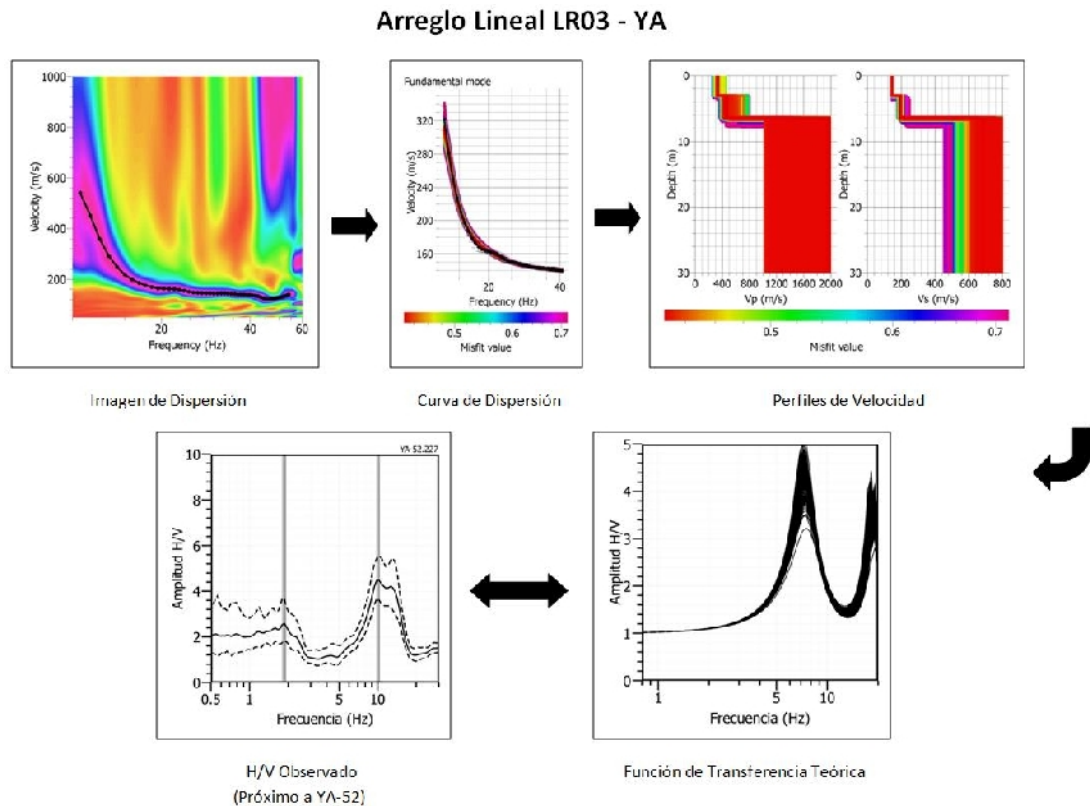 Arreglo Lineal LR03 - YA
1000
800
600
400
200
Velocity (m/s)
20
40
60
Frequency (Hz)
Imagen de Dispersión
Fundamental mode
320
280
240
200
160
Velocity (m/s)
20
40
Frequency (Hz)
0.5
0.6
0.7
Misfit value
Curva de Dispersión
0
10
20
30
Depth (m)
0
400
800
1200
1600
2000
Vp (m/s)
0
10
20
30
Depth (m)
0
200
400
600
800
Vs (m/s)
0.5
0.6
0.7
Misfit value
Perfiles de Velocidad
YA-52.227
10
8
6
4
2
0
Amplitud H/V
0.5
1
5
10
Frecuencia (Hz)
H/V Observado
(Próximo a YA-52)
5
4
3
2
1
0
Amplitud H/V
1
10
Frecuencia (Hz)
Función de Transferencia Teórica